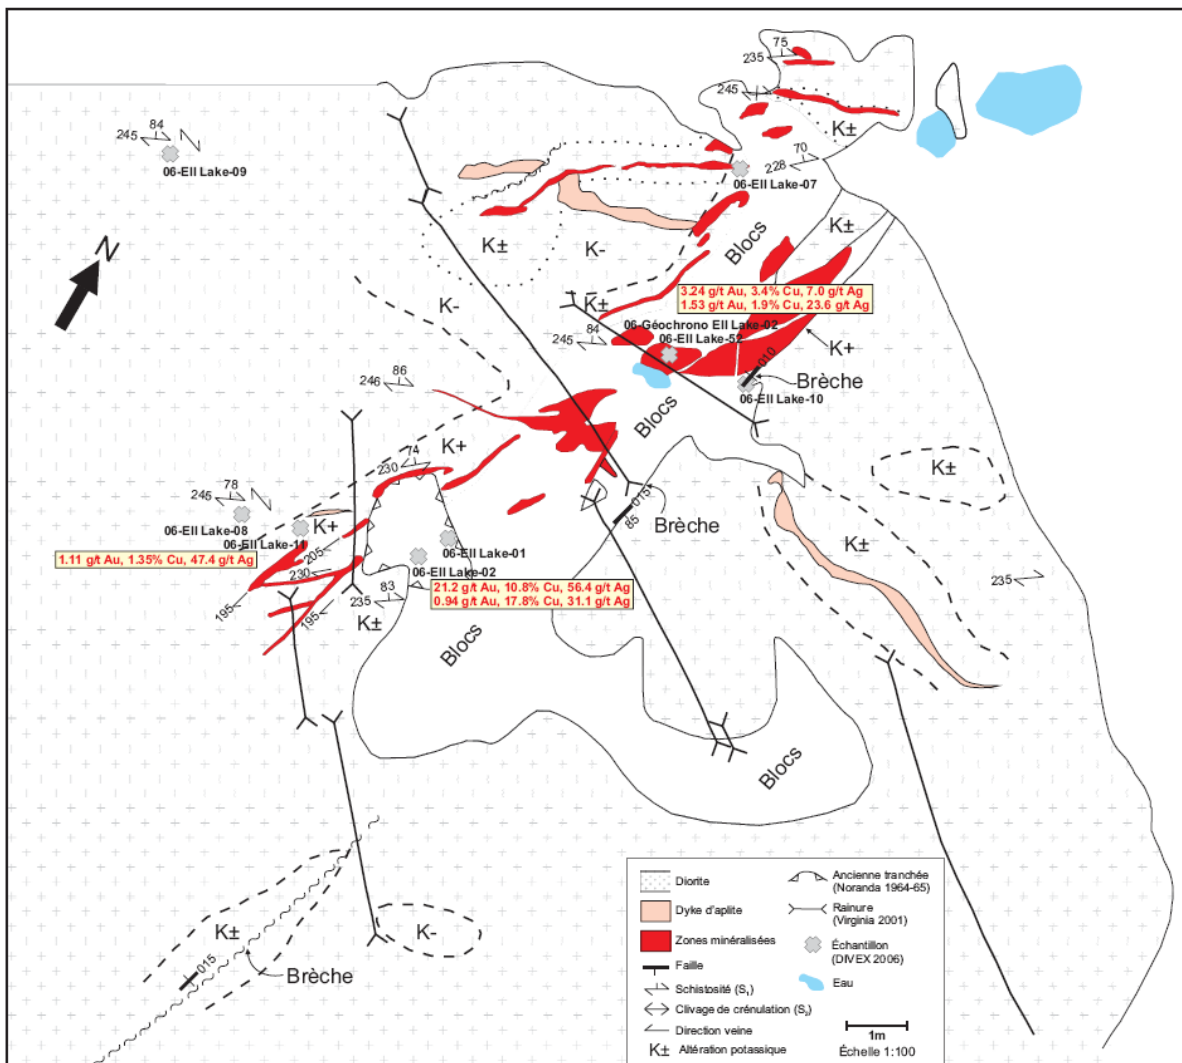 75
235
245
K±
84
245
06-Ell Lake-09
N
70
228
06-Ell Lake-07
K±
K-
K±
Blocs
K-
K±
3.24 g/t Au, 3.4% Cu, 7.0 g/t Ag
1.53 g/t Au, 1.9% Cu, 23.6 g/t Ag
84
245
06-Géochrono Ell Lake-02
06-Ell Lake-52
K+
010
Brèche
06-Ell Lake-10
86
246
Blocs
K+
74
230
K±
78
246
06-Ell Lake-08
K+
06-Ell Lake-11
205
015
85
Brèche
K±
06-Ell Lake-01
06-Ell Lake-02
1.11 g/t Au, 1.35% Cu, 47.4 g/t Ag
230
195
195
83
235
K±
21.2 g/t Au, 10.8% Cu, 56.4 g/t Ag
0.94 g/t Au, 17.8% Cu, 31.1 g/t Ag
235
Blocs
Blocs
K±
K-
015
Brèche
Diorite
Dyke d'aplite
Zones minéralisées
Faille
Schistosité (S₁)
Clivage de crénulation (S₂)
Direction veine
K± Altération potassique
Ancienne tranchée
(Noranda 1964-65)
Rainure
(Virginia 2001)
Échantillon
(DIVEX 2006)
Eau
1m
Échelle 1:100